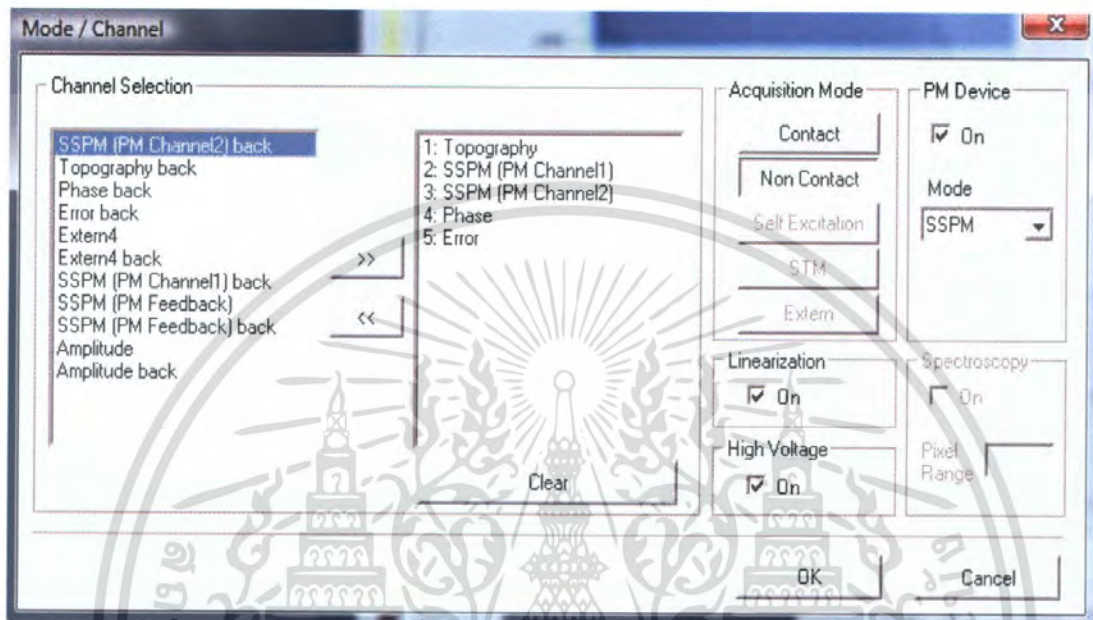 Mode / Channel
Channel Selection
SSPM (PM Channel2) back
Topography back
Phase back
Error back
Extern4
Extern4 back
SSPM (PM Channel1) back
SSPM (PM Feedback)
SSPM (PM Feedback) back
Amplitude
Amplitude back
>>
<<
1: Topography
2: SSPM (PM Channel1)
3: SSPM (PM Channel2)
4: Phase
5: Error
Clear
Acquisition Mode
Contact
Non Contact
Self Excitation
STM
Extern
Linearization
On
High Voltage
On
PM Device
On
Mode
SSPM
Spectroscopy
On
Pixel
Range
OK
Cancel